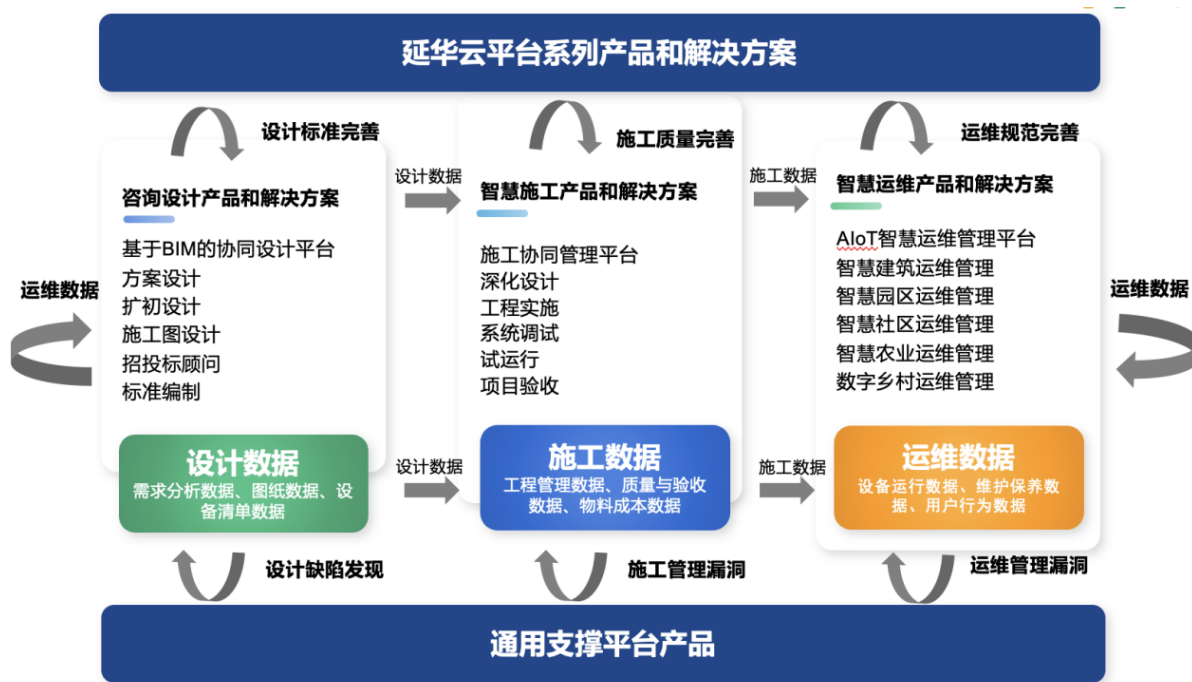 延华云平台系列产品和解决方案
设计标准完善
施工质量完善
运维规范完善
咨询设计产品和解决方案
基于BIM的协同设计平台
方案设计
扩初设计
施工图设计
招投标顾问
标准编制
设计数据
智慧施工产品和解决方案
施工协同管理平台
深化设计
工程实施
系统调试
试运行
项目验收
施工数据
智慧运维产品和解决方案
AIoT智慧运维管理平台
智慧建筑运维管理
智慧园区运维管理
智慧社区运维管理
智慧农业运维管理
数字乡村运维管理
运维数据
运维数据
设计数据
需求分析数据、图纸数据、设
备清单数据
设计数据
施工数据
工程管理数据、质量与验收
数据、物料成本数据
施工数据
运维数据
设备运行数据、维护保养数
据、用户行为数据
设计缺陷发现
施工管理漏洞
运维管理漏洞
通用支撑平台产品